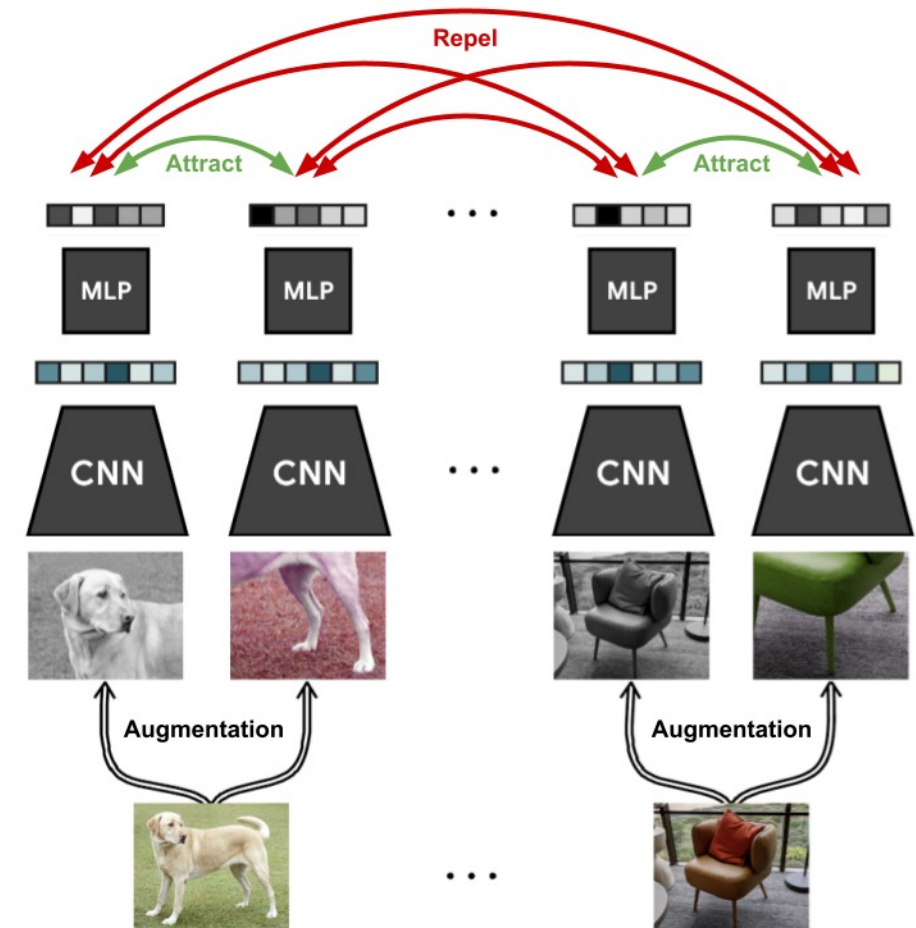 Repel
Attract
Attract
MLP
MLP
MLP
MLP
CNN
CNN
CNN
CNN
Augmentation
Augmentation